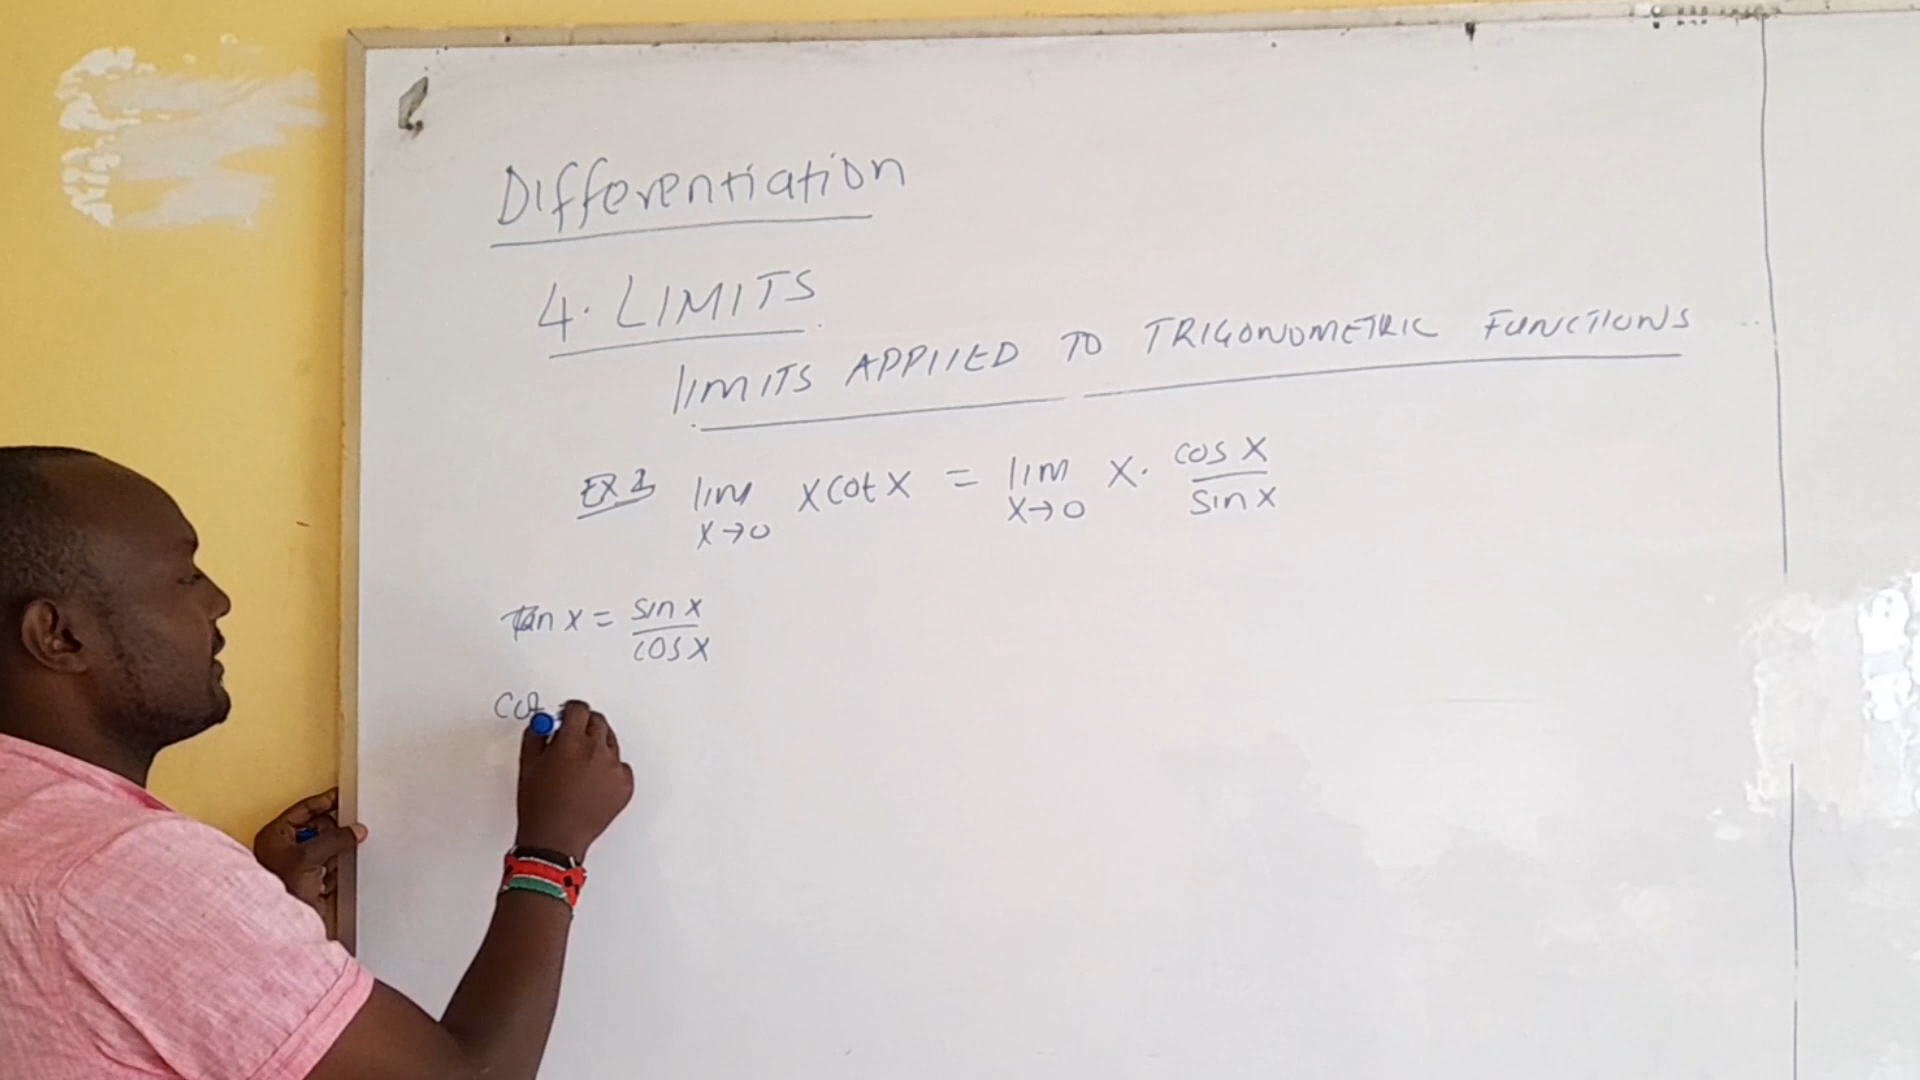 Differentiation
4. LIMITS
LIMITS APPLIED TO TRIGONOMETRIC FUNCTIONS
EX 1 lim x→0 x cot x = lim x→0 x. cos x / sin x
tan x = sin x / cos x
Cot